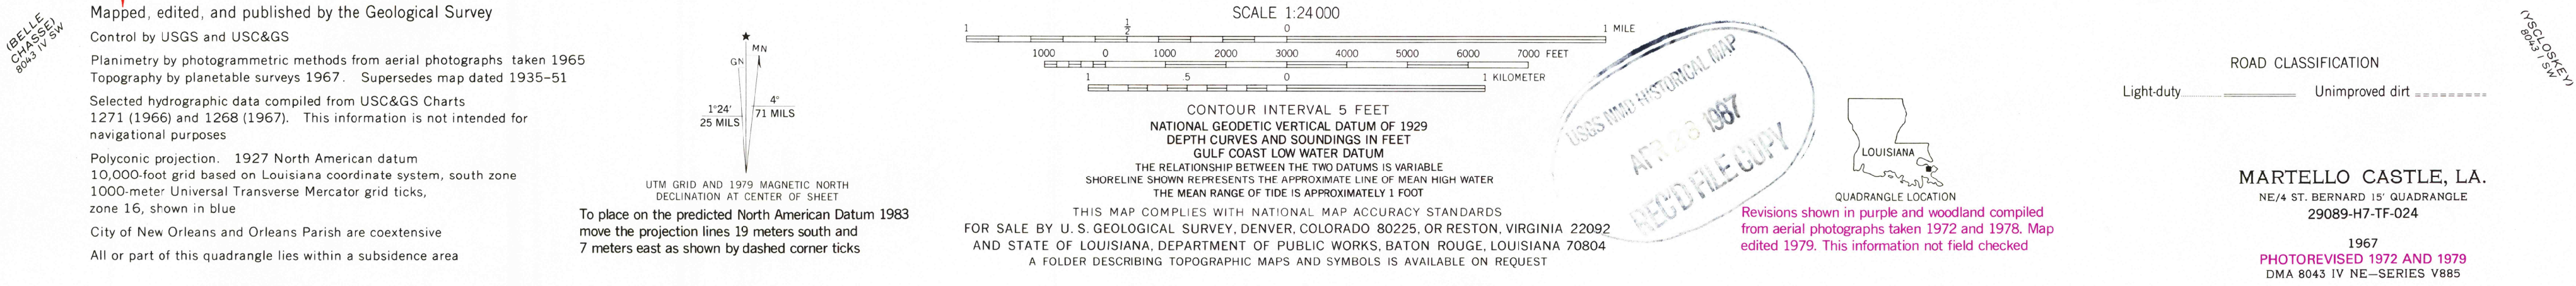 (BELLE
CHASSE)
8043 IV SW
Mapped, edited, and published by the Geological Survey
Control by USGS and USC&GS
Planimetry by photogrammetric methods from aerial photographs taken 1965
Topography by planetable surveys 1967. Supersedes map dated 1935–51
Selected hydrographic data compiled from USC&GS Charts
1271 (1966) and 1268 (1967). This information is not intended for
navigational purposes
Polyconic projection. 1927 North American datum
10,000-foot grid based on Louisiana coordinate system, south zone
1000-meter Universal Transverse Mercator grid ticks,
zone 16, shown in blue
City of New Orleans and Orleans Parish are coextensive
All or part of this quadrangle lies within a subsidence area
MN
GN
1°24′
25 MILS
4°
71 MILS
UTM GRID AND 1979 MAGNETIC NORTH
DECLINATION AT CENTER OF SHEET
To place on the predicted North American Datum 1983
move the projection lines 19 meters south and
7 meters east as shown by dashed corner ticks
SCALE 1:24 000
1 ½ 0 1 MILE
1000 0 1000 2000 3000 4000 5000 6000 7000 FEET
1 .5 0 1 KILOMETER
CONTOUR INTERVAL 5 FEET
NATIONAL GEODETIC VERTICAL DATUM OF 1929
DEPTH CURVES AND SOUNDINGS IN FEET
GULF COAST LOW WATER DATUM
THE RELATIONSHIP BETWEEN THE TWO DATUMS IS VARIABLE
SHORELINE SHOWN REPRESENTS THE APPROXIMATE LINE OF MEAN HIGH WATER
THE MEAN RANGE OF TIDE IS APPROXIMATELY 1 FOOT
THIS MAP COMPLIES WITH NATIONAL MAP ACCURACY STANDARDS
FOR SALE BY U. S. GEOLOGICAL SURVEY, DENVER, COLORADO 80225, OR RESTON, VIRGINIA 22092
AND STATE OF LOUISIANA, DEPARTMENT OF PUBLIC WORKS, BATON ROUGE, LOUISIANA 70804
A FOLDER DESCRIBING TOPOGRAPHIC MAPS AND SYMBOLS IS AVAILABLE ON REQUEST
USGS NMD HISTORICAL MAP
APR 1987
REC'D FILE COPY
LOUISIANA
QUADRANGLE LOCATION
Revisions shown in purple and woodland compiled
from aerial photographs taken 1972 and 1978. Map
edited 1979. This information not field checked
ROAD CLASSIFICATION
Light-duty Unimproved dirt
(YSCLOSKEY)
8043 I SW
MARTELLO CASTLE, LA.
NE/4 ST. BERNARD 15′ QUADRANGLE
29089-H7-TF-024
1967
PHOTOREVISED 1972 AND 1979
DMA 8043 IV NE—SERIES V885